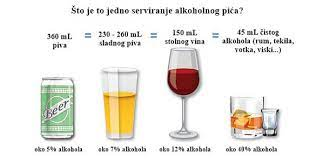 Što je to jedno serviranje alkoholnog pića?
360 mL
piva
=
230 - 260 mL
sladnog piva
=
150 mL
stolnog vina
=
45 mL čistog
alkohola (rum, tekila,
votka, viski...)
Beer
oko 5% alkohola
oko 7% alkohola
oko 12% alkohola
oko 40% alkohola